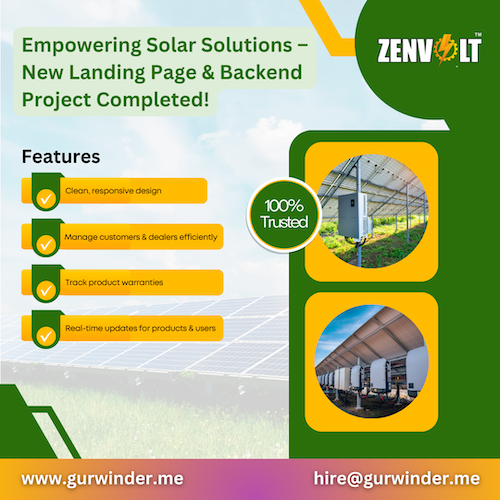 Empowering Solar Solutions –
New Landing Page & Backend
Project Completed!
ZENVOLT™
Features
Clean, responsive design
Manage customers & dealers efficiently
Track product warranties
Real-time updates for products & users
100%
Trusted
www.gurwinder.me
hire@gurwinder.me